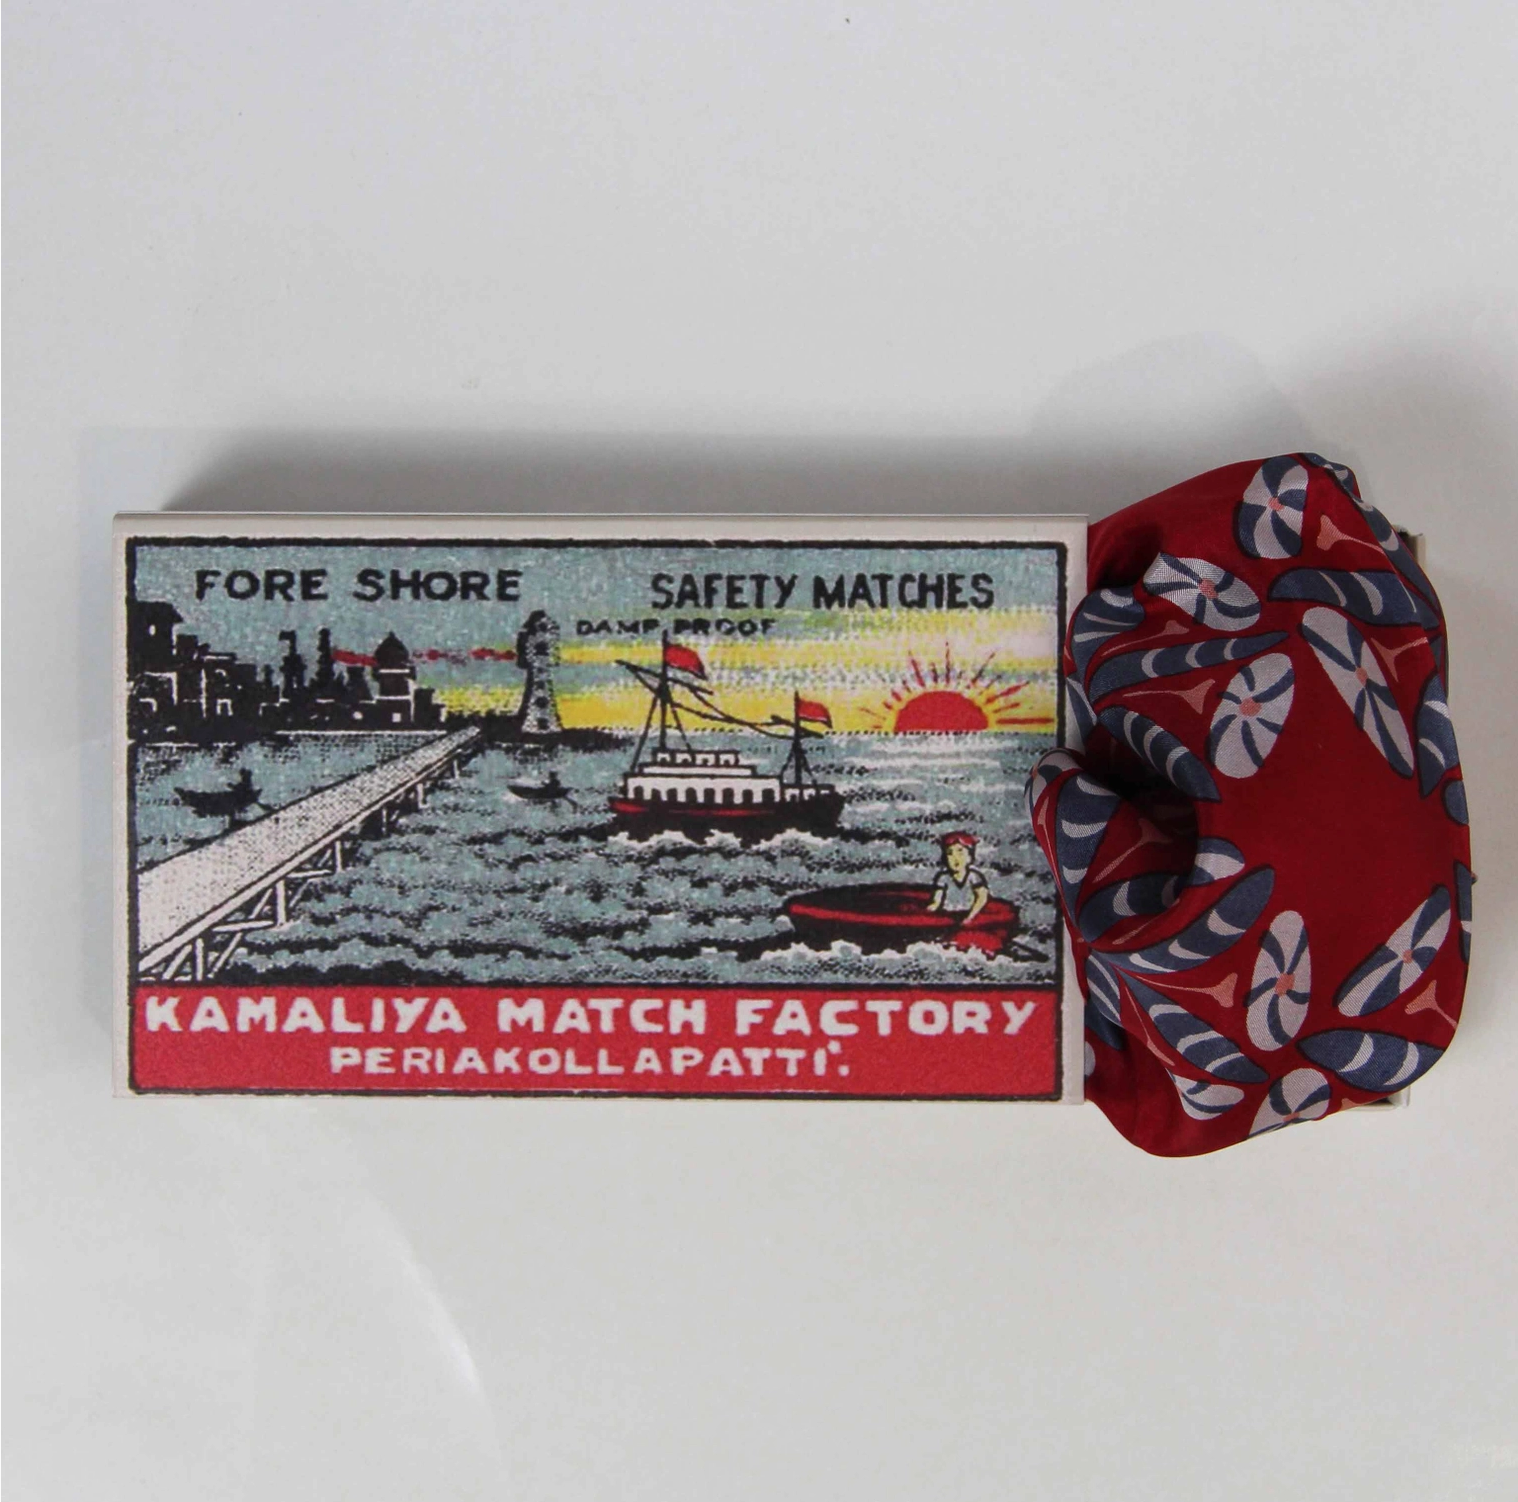 FORE SHORE SAFETY MATCHES
DAMP PROOF
KAMALIYA MATCH FACTORY
PERIAKOLLAPATTI.